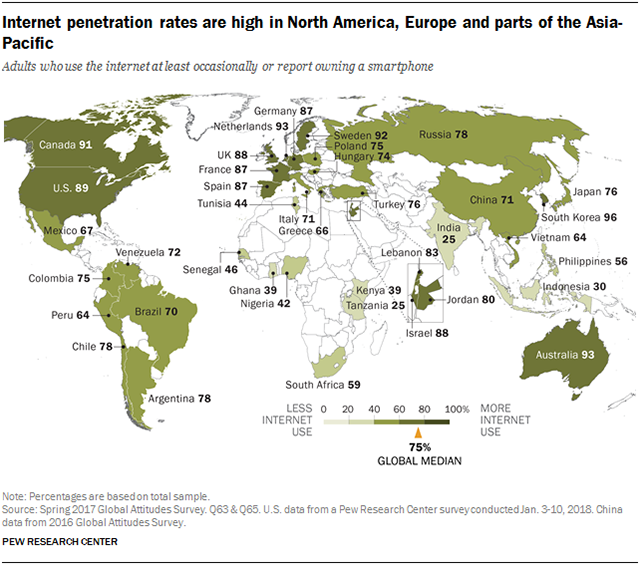 Internet penetration rates are high in North America, Europe and parts of the Asia-
Pacific
Adults who use the internet at least occasionally or report owning a smartphone
Germany 87
Netherlands 93
Sweden 92
Canada 91
Poland 75
Russia 78
UK 88
Hungary 74
France 87
U.S. 89
Spain 87
China 71
Japan 76
Tunisia 44
Turkey 76
South Korea 96
Italy 71
Mexico 67
Greece 66
India
25
Vietnam 64
Venezuela 72
Lebanon 83
Philippines 56
Senegal 46
Colombia 75
Ghana 39
Kenya 39
Indonesia 30
Nigeria 42
Tanzania 25
Jordan 80
Peru 64
Brazil 70
Israel 88
Chile 78
Australia 93
South Africa 59
Argentina 78
LESS
INTERNET
USE
0 20 40 60 80 100%
MORE
INTERNET
USE
75%
GLOBAL MEDIAN
Note: Percentages are based on total sample.
Source: Spring 2017 Global Attitudes Survey. Q63 & Q65. U.S. data from a Pew Research Center survey conducted Jan. 3-10, 2018. China
data from 2016 Global Attitudes Survey.
PEW RESEARCH CENTER